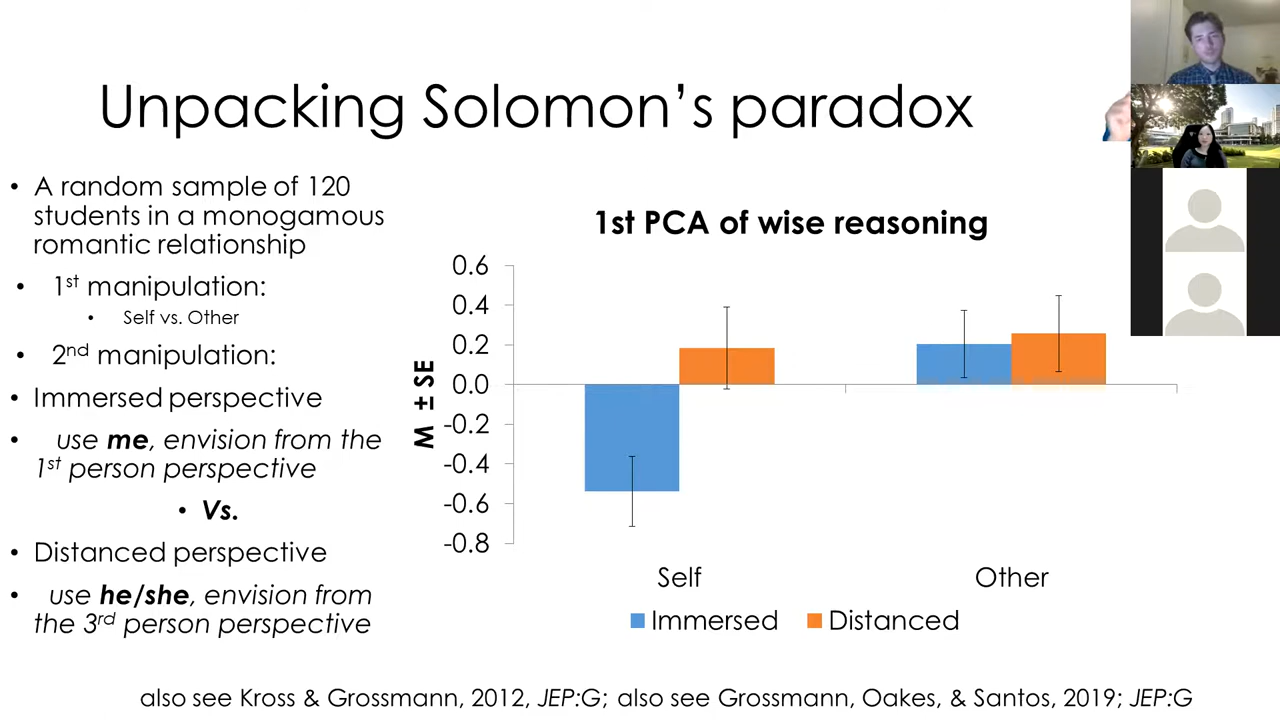 Unpacking Solomon's paradox
• A random sample of 120
students in a monogamous
romantic relationship
• 1st manipulation:
• Self vs. Other
• 2nd manipulation:
• Immersed perspective
• use me, envision from the
1st person perspective
• Vs.
• Distanced perspective
• use he/she, envision from
the 3rd person perspective
1st PCA of wise reasoning
M ± SE
0.6
0.4
0.2
0.0
-0.2
-0.4
-0.6
-0.8
Self Other
Immersed Distanced
also see Kross & Grossmann, 2012, JEP:G; also see Grossmann, Oakes, & Santos, 2019; JEP:G